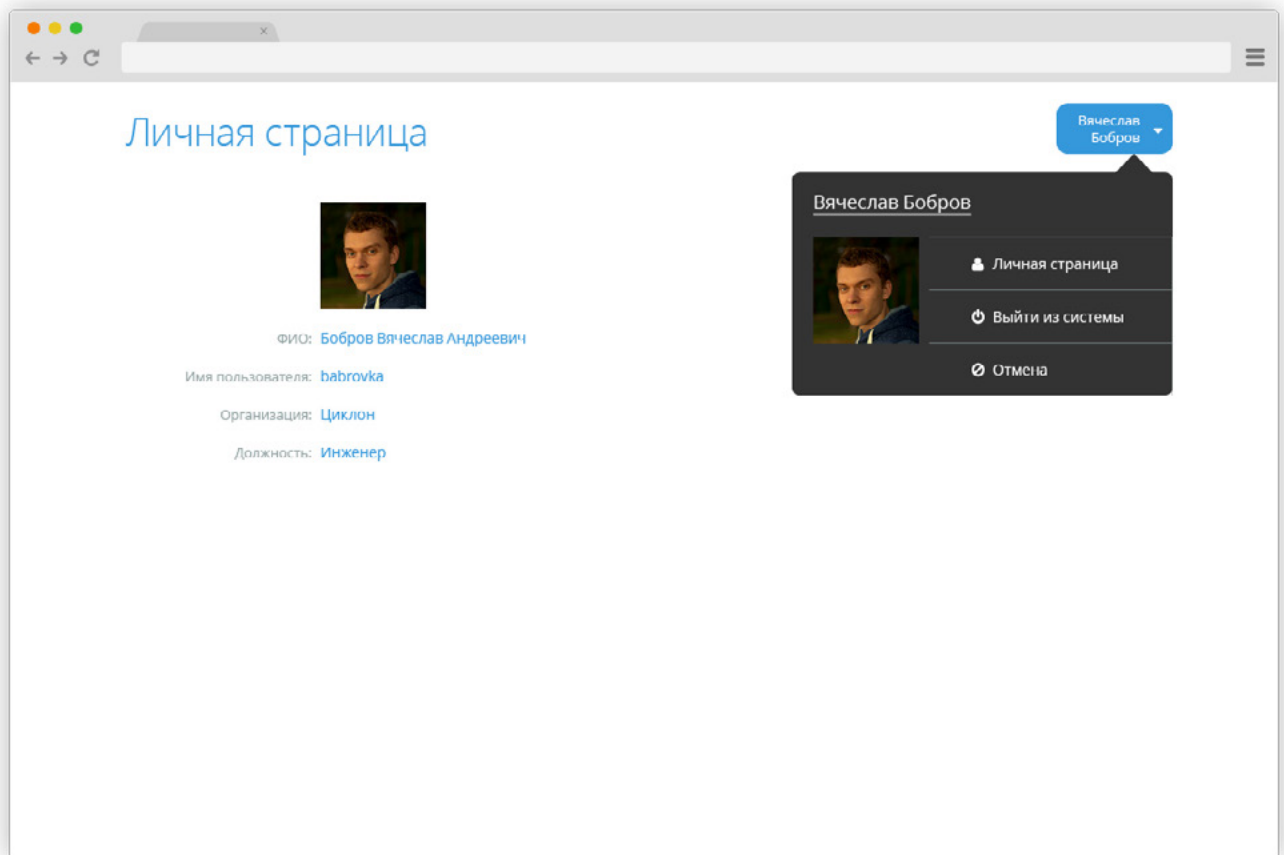 Личная страница
Вячеслав
Бобров
Вячеслав Бобров
Личная страница
Выйти из системы
Отмена
ФИО: Бобров Вячеслав Андреевич
Имя пользователя: babrovka
Организация: Циклон
Должность: Инженер